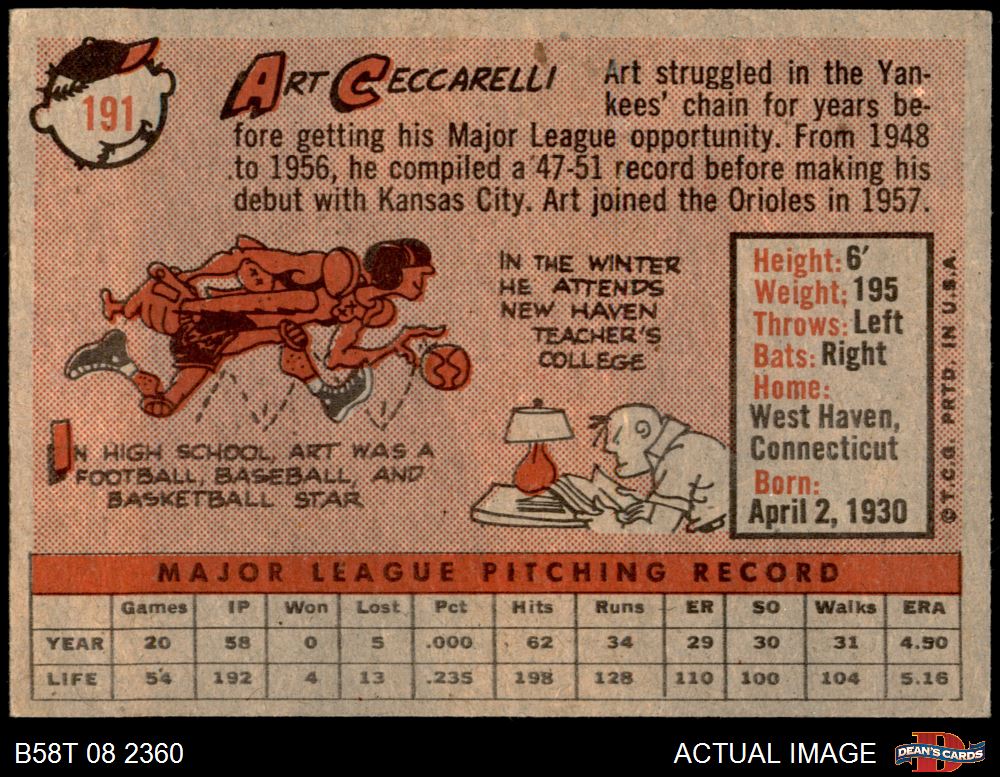 191
ART CECCARELLI
Art struggled in the Yan-
kees' chain for years be-
fore getting his Major League opportunity. From 1948
to 1956, he compiled a 47-51 record before making his
debut with Kansas City. Art joined the Orioles in 1957.
IN HIGH SCHOOL, ART WAS A
FOOTBALL, BASEBALL, AND
BASKETBALL STAR
IN THE WINTER
HE ATTENDS
NEW HAVEN
TEACHER'S
COLLEGE
Height: 6'
Weight: 195
Throws: Left
Bats: Right
Home:
West Haven,
Connecticut
Born:
April 2, 1930
© T.C.G. PRTD. IN U.S.A.
MAJOR LEAGUE PITCHING RECORD
Games IP Won Lost Pct Hits Runs ER SO Walks ERA
YEAR 20 58 0 5 .000 62 34 29 30 31 4.50
LIFE 54 192 4 13 .235 198 128 110 100 104 5.16
B58T 08 2360
ACTUAL IMAGE
D
DEAN'S CARDS